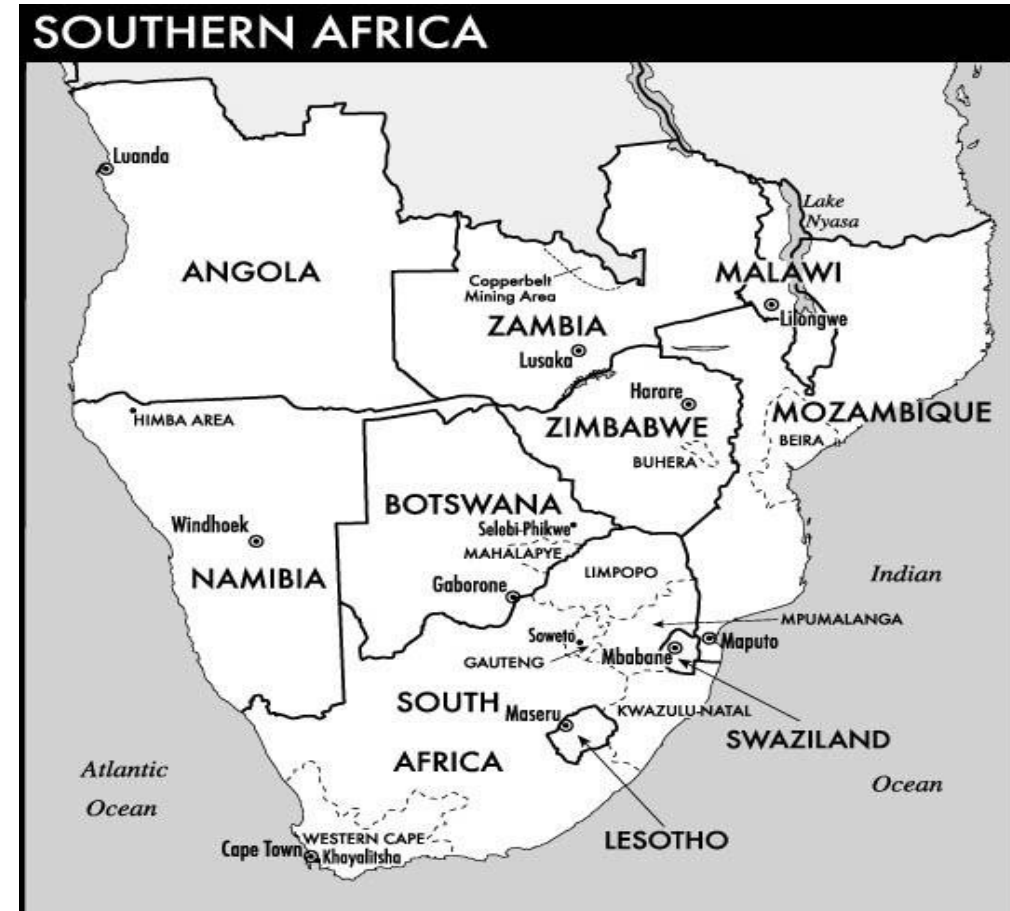 SOUTHERN AFRICA
Luanda
Lake
Nyasa
ANGOLA
Copperbelt
Mining Area
MALAWI
Lilongwe
ZAMBIA
Lusaka
Harare
HIMBA AREA
ZIMBABWE
MOZAMBIQUE
BEIRA
BUHERA
BOTSWANA
Selebi-Phikwe
Windhoek
MAHALAPYE
LIMPOPO
Indian
NAMIBIA
Gaborone
MPUMALANGA
Soweto
Maputo
GAUTENG
Mbabane
SOUTH
Maseru
KWAZULU-NATAL
SWAZILAND
AFRICA
Atlantic
Ocean
Ocean
WESTERN CAPE
LESOTHO
Cape Town
Khayalitsha